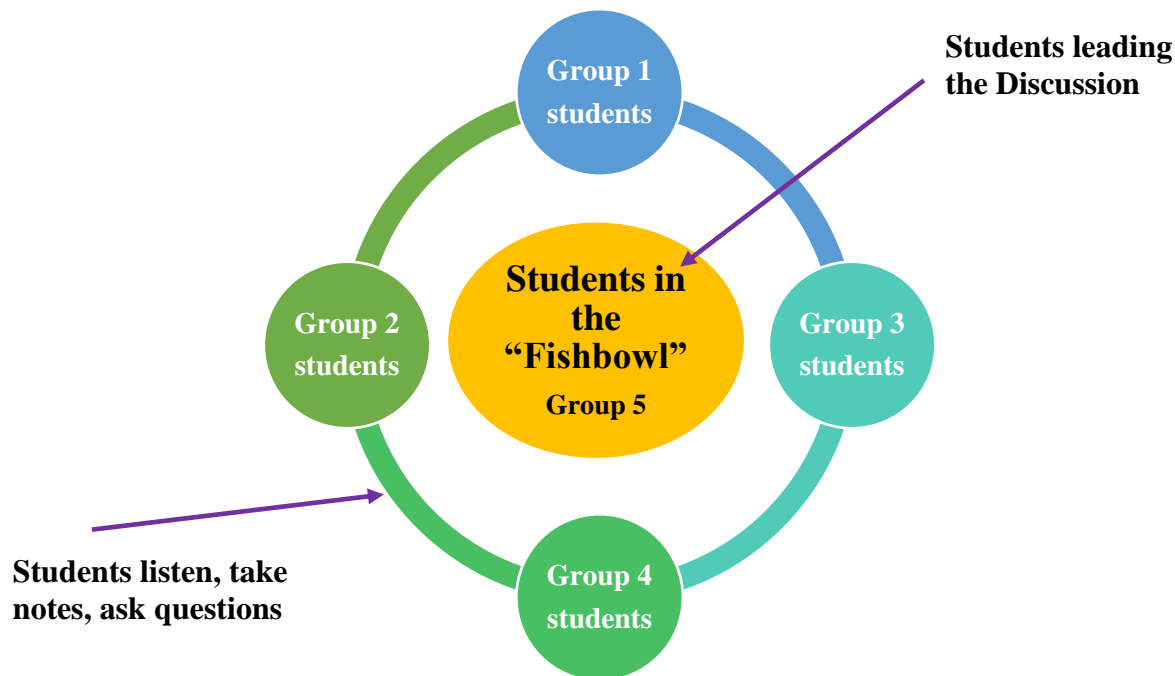 Group 1
students
Students leading
the Discussion
Group 2
students
Students in
the
“Fishbowl”
Group 5
Group 3
students
Students listen, take
notes, ask questions
Group 4
students